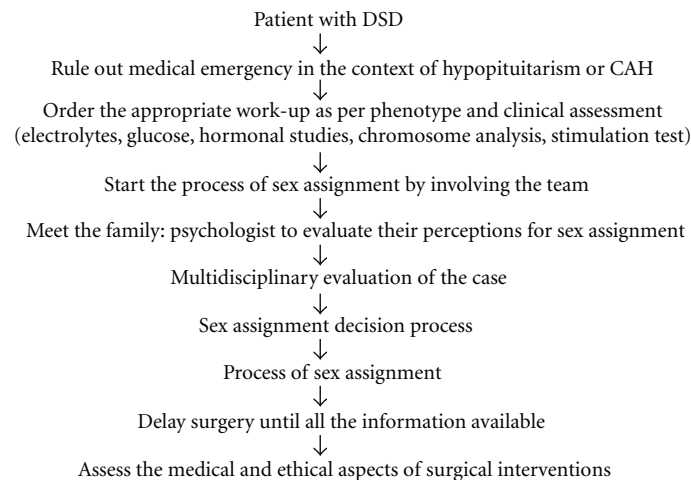 Patient with DSD
Rule out medical emergency in the context of hypopituitarism or CAH
Order the appropriate work-up as per phenotype and clinical assessment
(electrolytes, glucose, hormonal studies, chromosome analysis, stimulation test)
Start the process of sex assignment by involving the team
Meet the family: psychologist to evaluate their perceptions for sex assignment
Multidisciplinary evaluation of the case
Sex assignment decision process
Process of sex assignment
Delay surgery until all the information available
Assess the medical and ethical aspects of surgical interventions